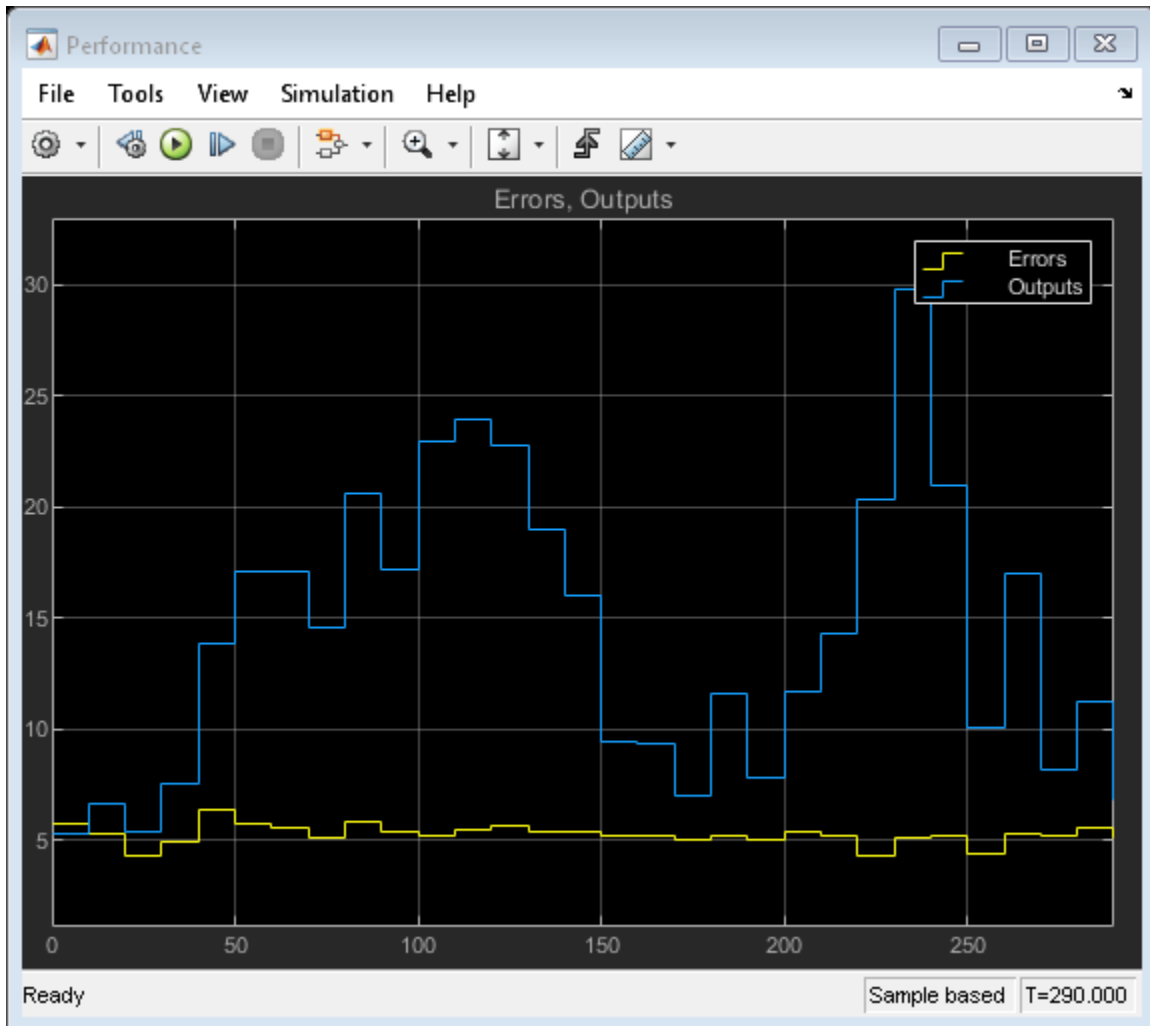 Performance
File Tools View Simulation Help
Errors, Outputs
Errors
Outputs
30
25
20
15
10
5
0 50 100 150 200 250
Ready Sample based T=290.000